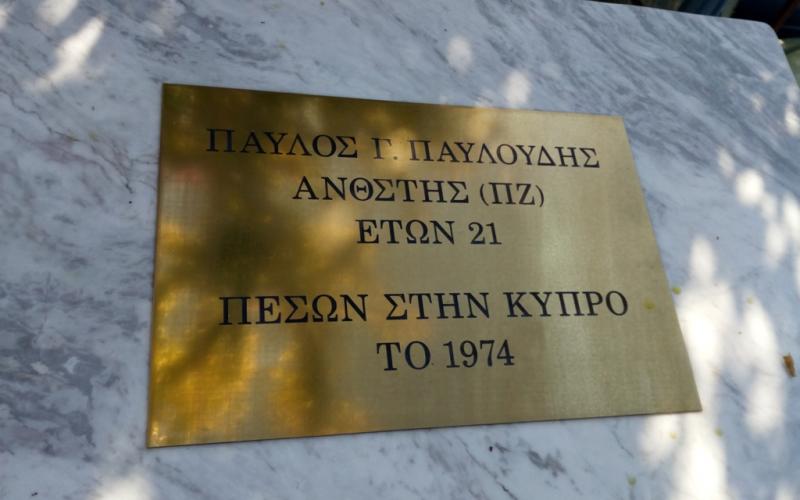 ΠΑΥΛΟΣ Γ. ΠΑΥΛΟΥΔΗΣ
ΑΝΘΣΤΗΣ (ΠΖ)
ΕΤΩΝ 21
ΠΕΣΩΝ ΣΤΗΝ ΚΥΠΡΟ
ΤΟ 1974